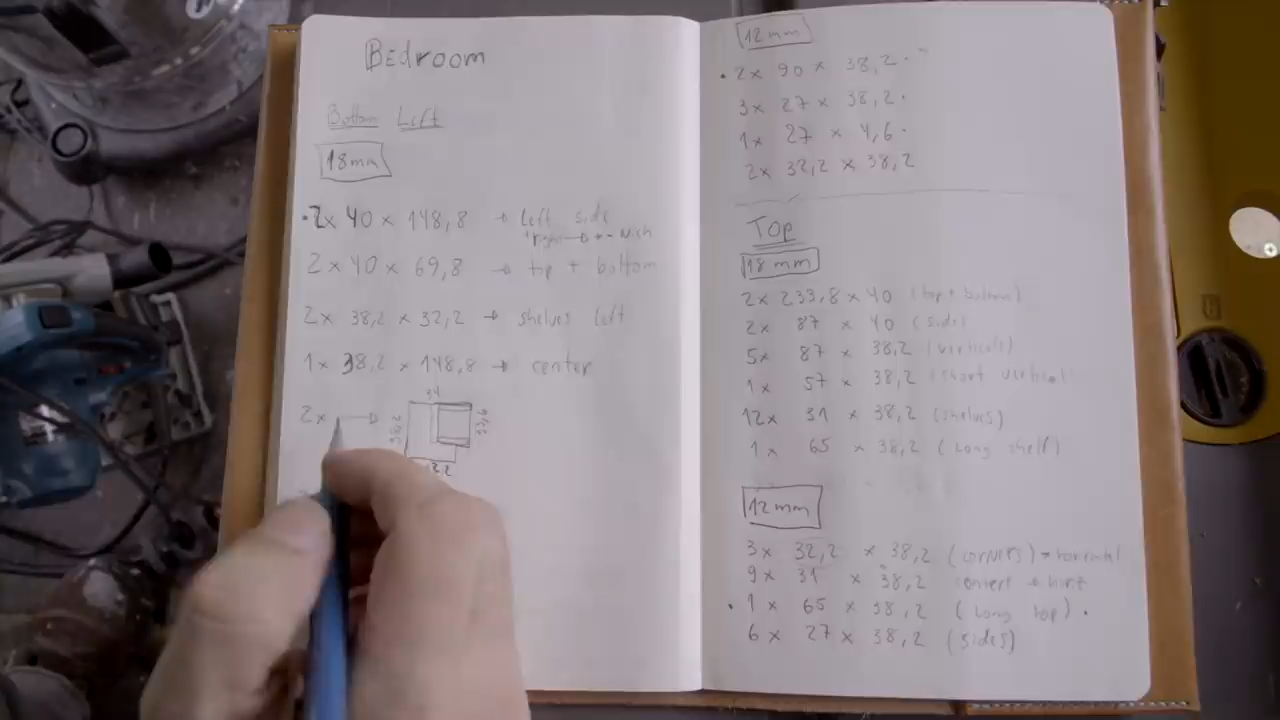 Bedroom
Bottom Left
18mm
2x 40 x 148,8 → left side
2 x 40 x 69,8 → top + bottom
2x 38,2 x 32,2 → shelves left
1x 38,2 x 148,8 → center
2x
34
38,2
12mm
2x 90 x 38,2
3x 27 x 38,2
1x 27 x 4,6
2x 32,2 x 38,2
Top
18mm
2x 233,8 x 40 (top + bottom)
2x 87 x 40 (side)
5x 87 x 38,2 (verticals)
1x 57 x 38,2 (short vertical)
12x 31 x 38,2 (shelves)
1x 65 x 38,2 (Long shelf)
12mm
3x 32,2 x 38,2 (corners) = horizontal
9x 31 x 38,2
1x 65 x 38,2 (Long top)
6x 27 x 38,2 (sides)